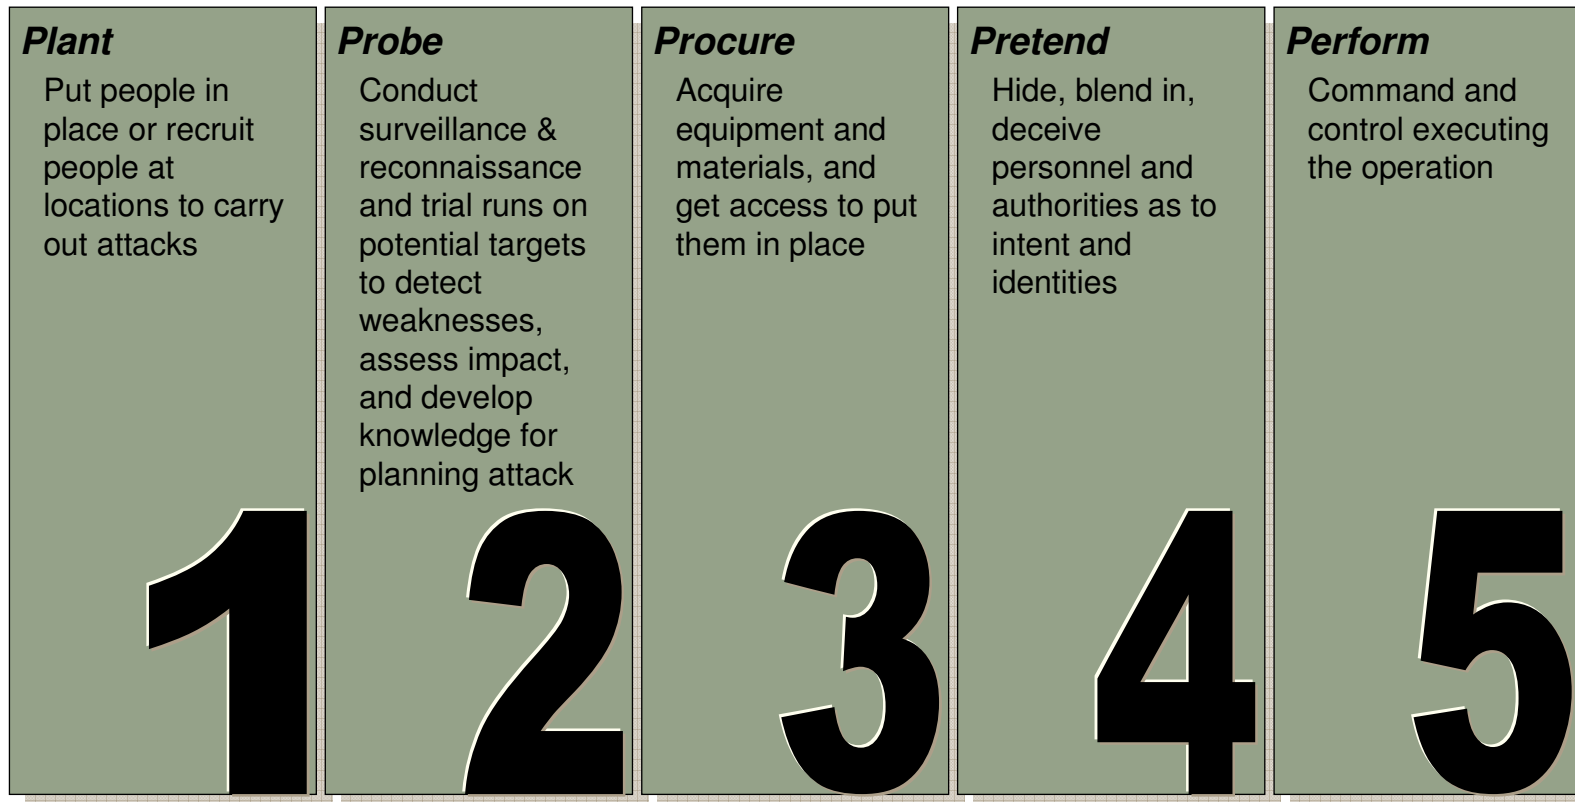 Plant
Put people in
place or recruit
people at
locations to carry
out attacks
1
Probe
Conduct
surveillance &
reconnaissance
and trial runs on
potential targets
to detect
weaknesses,
assess impact,
and develop
knowledge for
planning attack
2
Procure
Acquire
equipment and
materials, and
get access to put
them in place
3
Pretend
Hide, blend in,
deceive
personnel and
authorities as to
intent and
identities
4
Perform
Command and
control executing
the operation
5